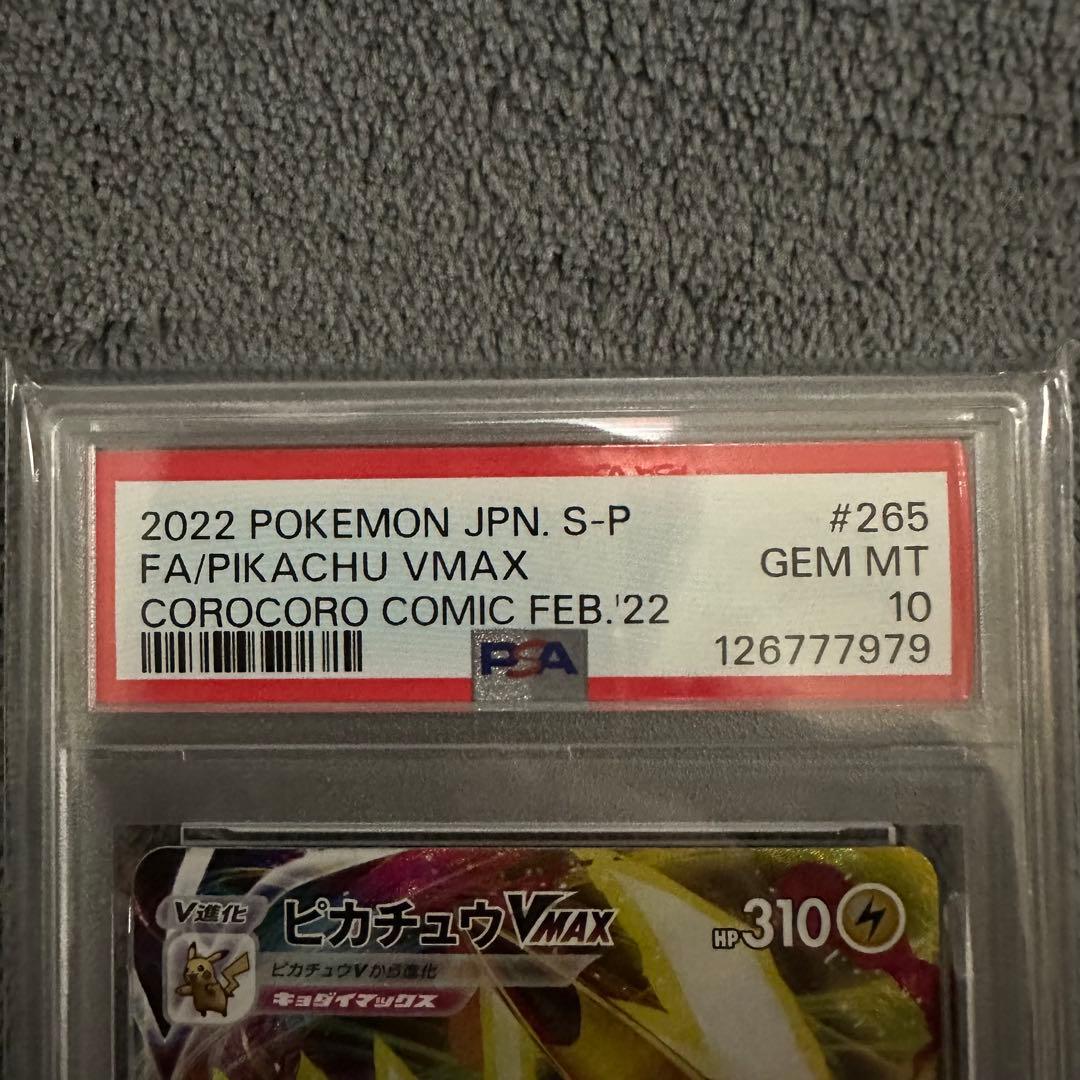 2022 POKEMON JPN. S-P #265
FA/PIKACHU VMAX GEM MT
COROCORO COMIC FEB.'22 10
PSA 126777979
V進化 ピカチュウVMAX HP310
ピカチュウVから進化
キョダイマックス